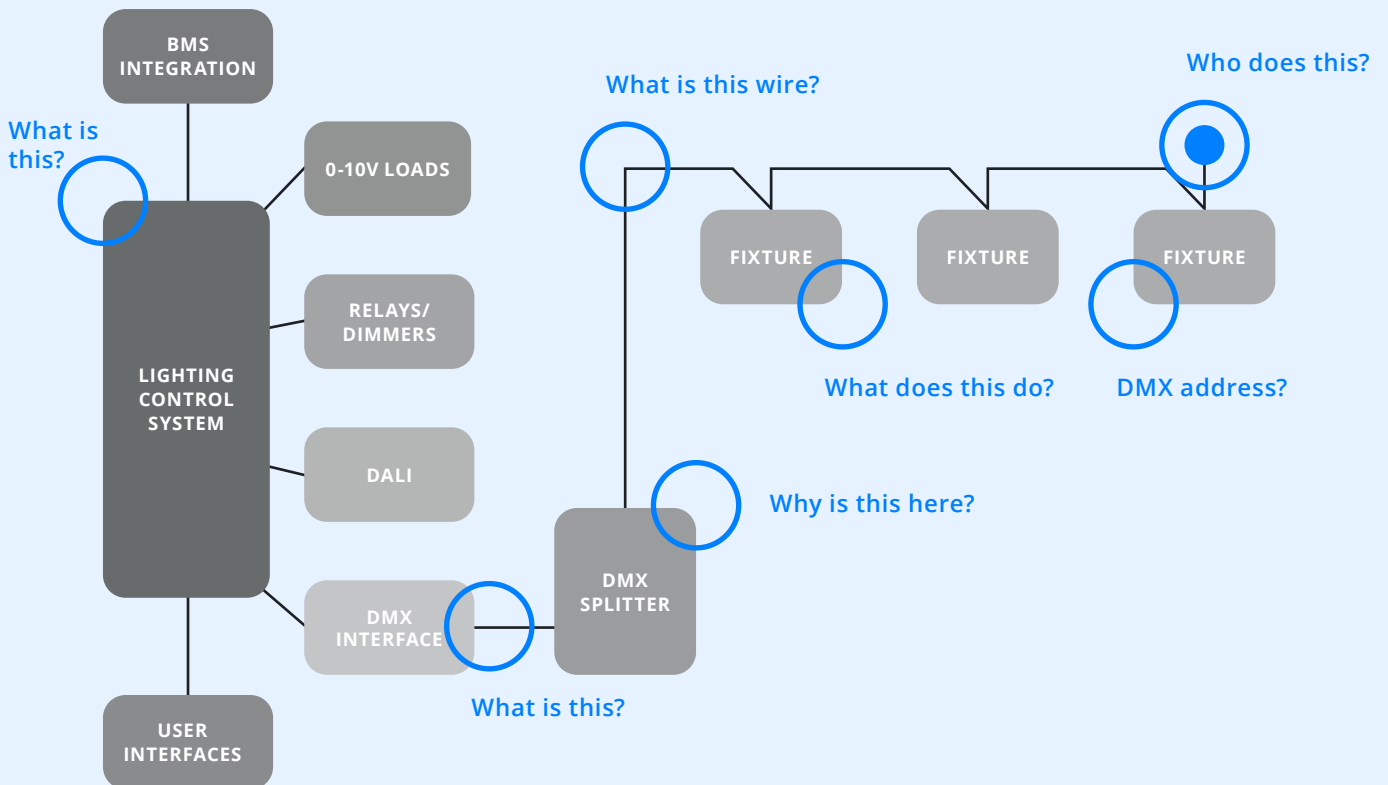 BMS
INTEGRATION
What is
this?
0-10V LOADS
RELAYS/
DIMMERS
LIGHTING
CONTROL
SYSTEM
DALI
DMX
INTERFACE
What is this?
USER
INTERFACES
DMX
SPLITTER
Why is this here?
What is this wire?
FIXTURE
What does this do?
FIXTURE
Who does this?
FIXTURE
DMX address?